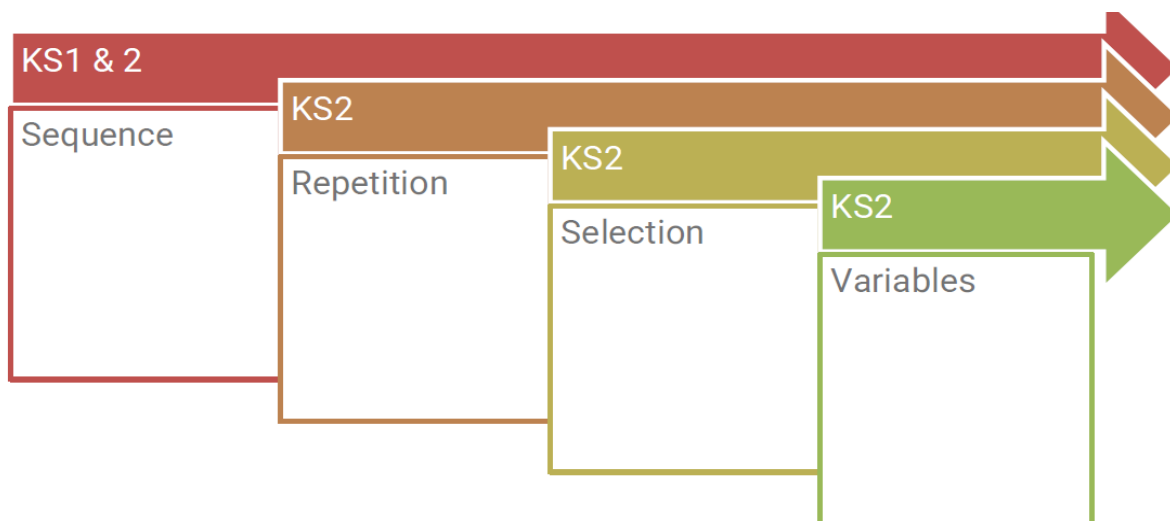 KS1 & 2
Sequence
KS2
Repetition
KS2
Selection
KS2
Variables